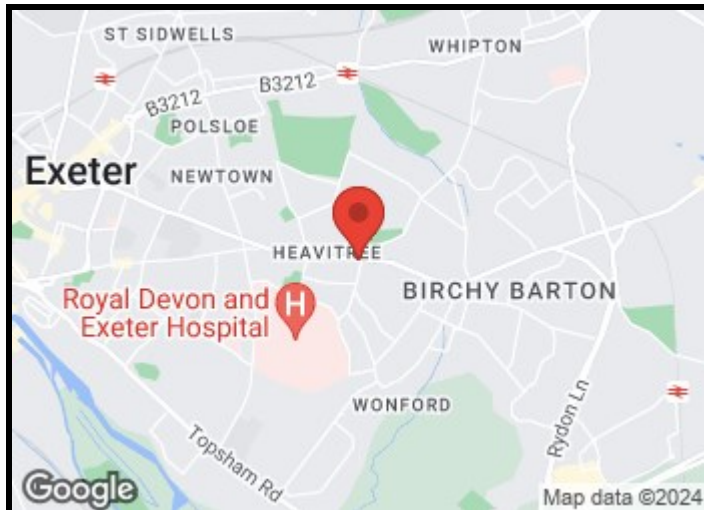 ST SIDWELLS
WHIPTON
B3212
B3212
POLSLOE
Exeter
NEWTOWN
HEAVITREE
Royal Devon and
Exeter Hospital
H
BIRCHY BARTON
WONFORD
Rydon Ln
Topsham Rd
Google
Map data ©2024